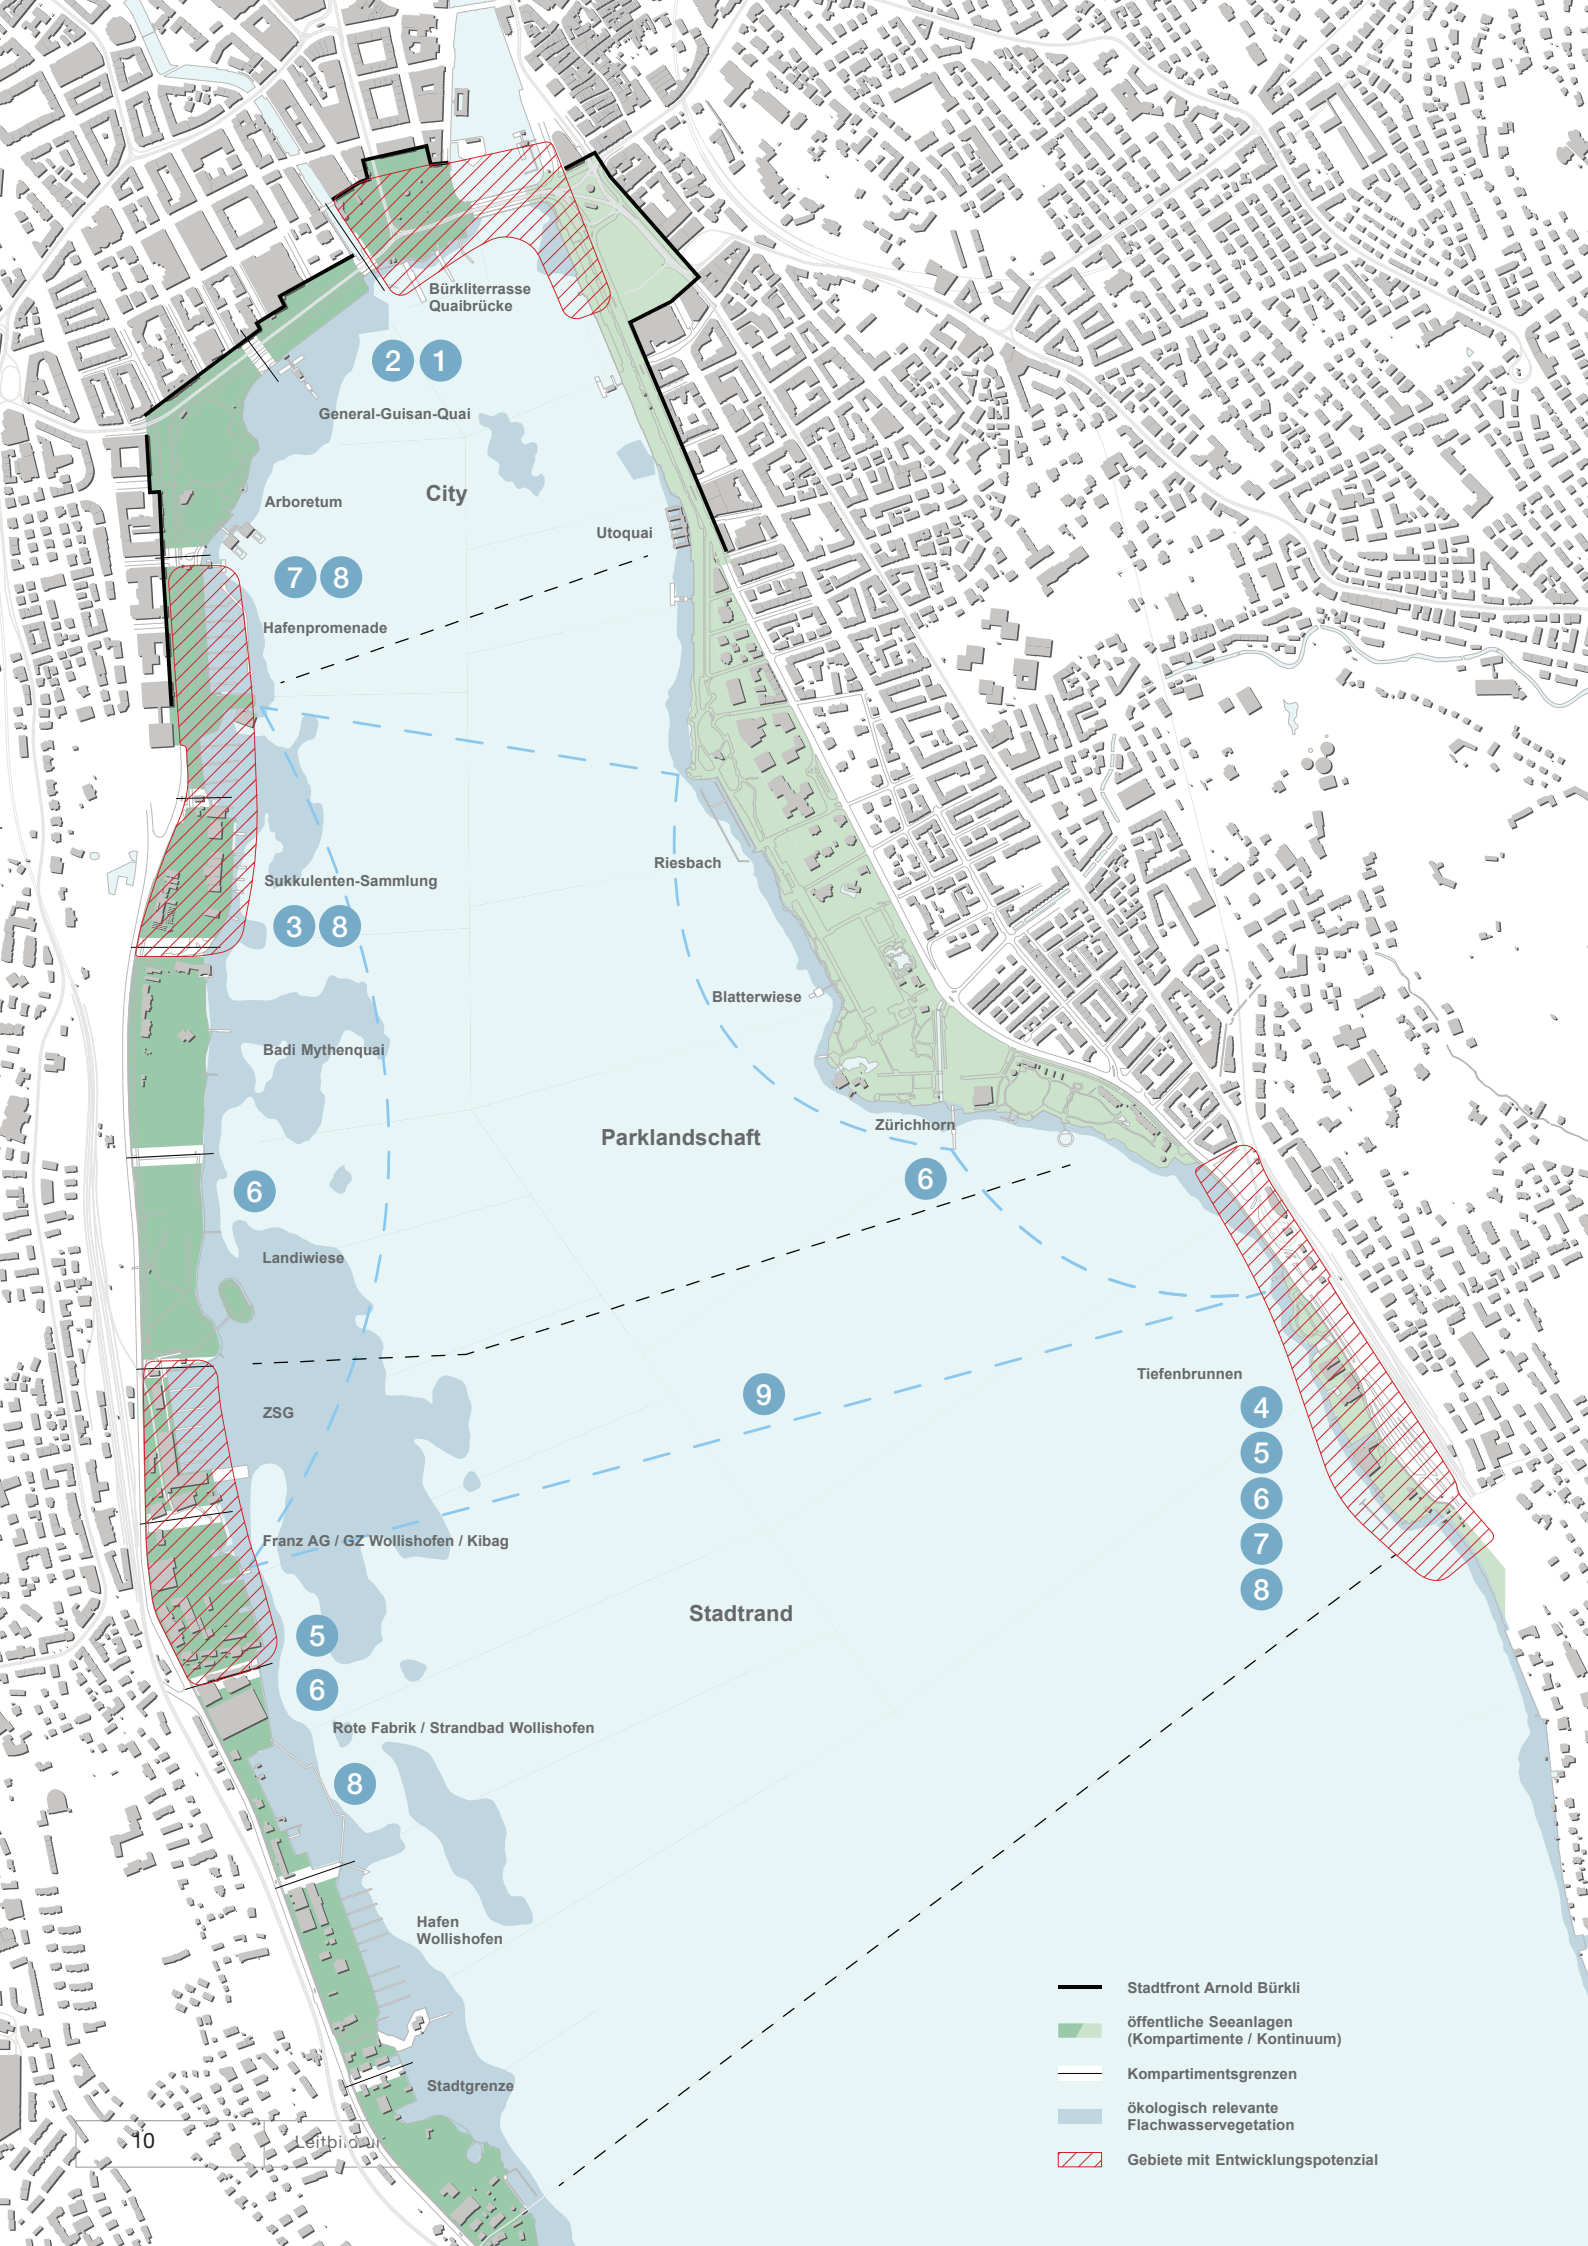 Bürkliterrasse
Quaibrücke
2 1
General-Guisan-Quai
City
Arboretum
Utoquai
7 8
Hafenpromenade
Riesbach
Sukkulenten-Sammlung
3 8
Blatterwiese
Badi Mythenquai
Zürichhorn
Parklandschaft
6
6
Landiwiese
Tiefenbrunnen
9
4
ZSG
5
6
Franz AG / GZ Wollishofen / Kibag
7
8
Stadtrand
5
6
Rote Fabrik / Strandbad Wollishofen
8
Hafen
Wollishofen
Stadtgrenze
Stadtfront Arnold Bürkli
öffentliche Seeanlagen
(Kompartimente / Kontinuum)
Kompartimentsgrenzen
ökologisch relevante
Flachwasservegetation
Gebiete mit Entwicklungspotenzial
10
Leitbild